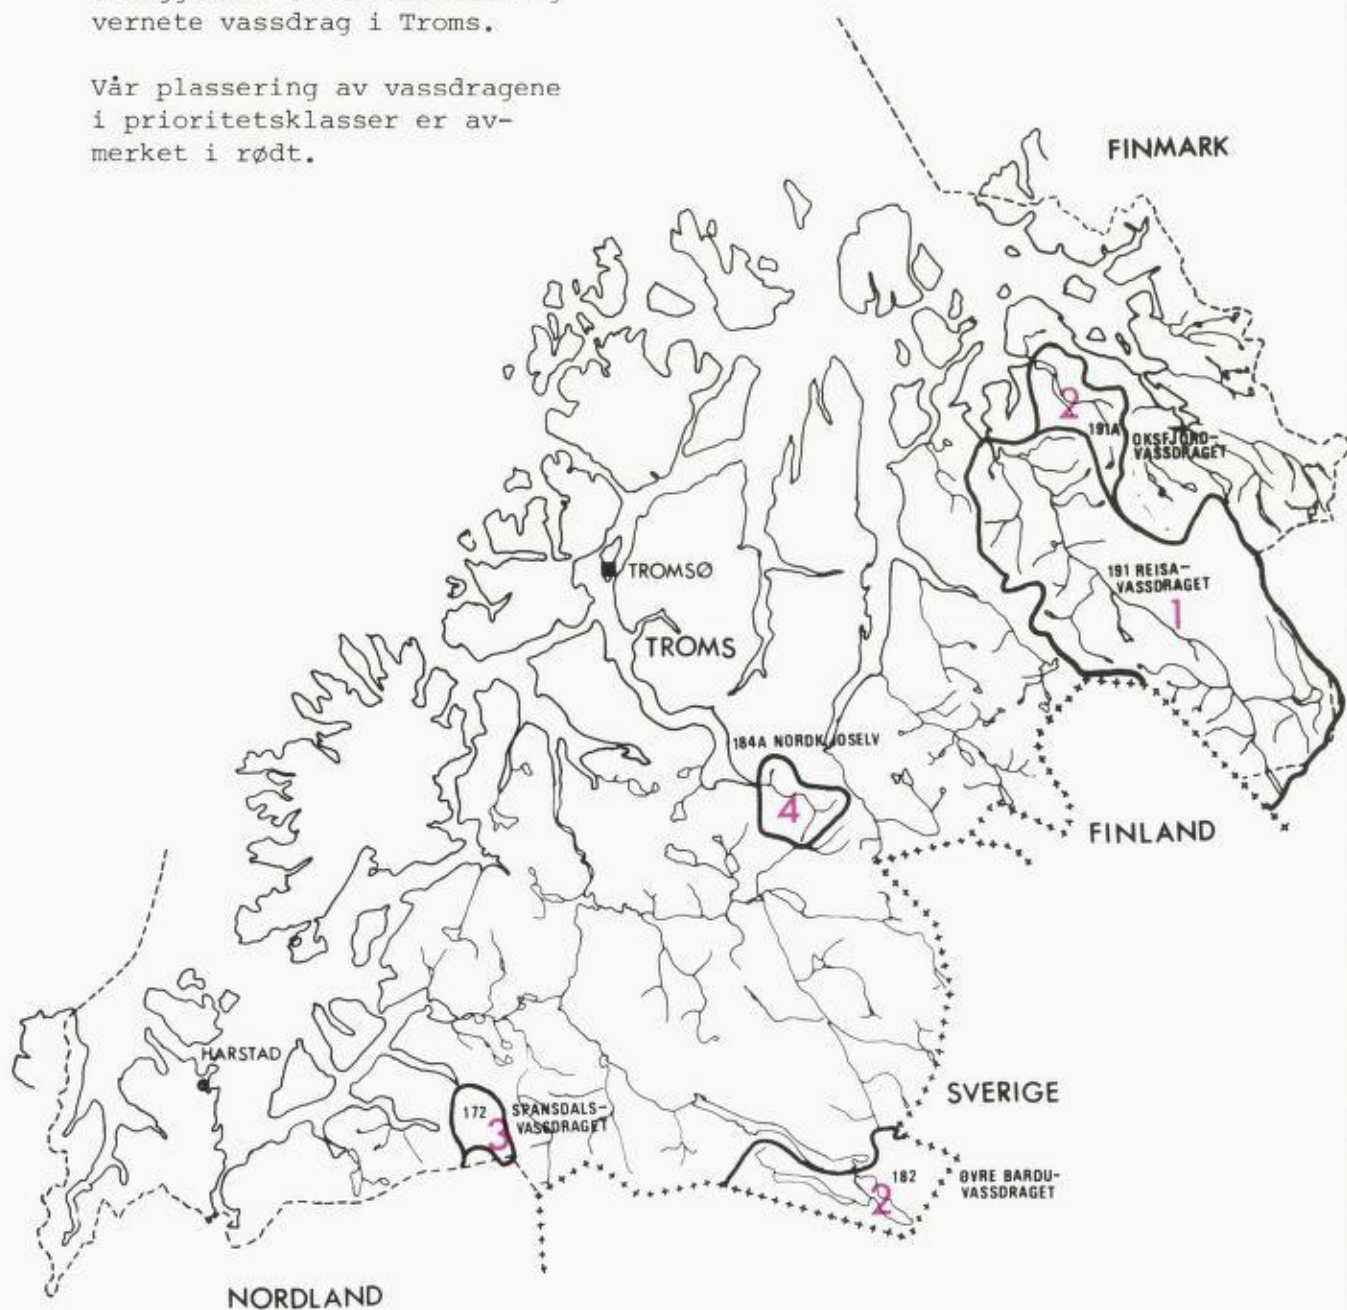 vernete vassdrag i Troms.
Vår plassering av vassdragene
i prioritetsklasser er av-
merket i rødt.
FINMARK
2
191A
OKSFJORD-
VASSDRAGET
TROMSØ
191 REISA-
VASSDRAGET
1
TROMS
184A NORDKJOSELV
4
FINLAND
HARSTAD
SVERIGE
172
SPANSDALS-
VASSDRAGET
3
182
ØVRE BARDU-
VASSDRAGET
2
NORDLAND